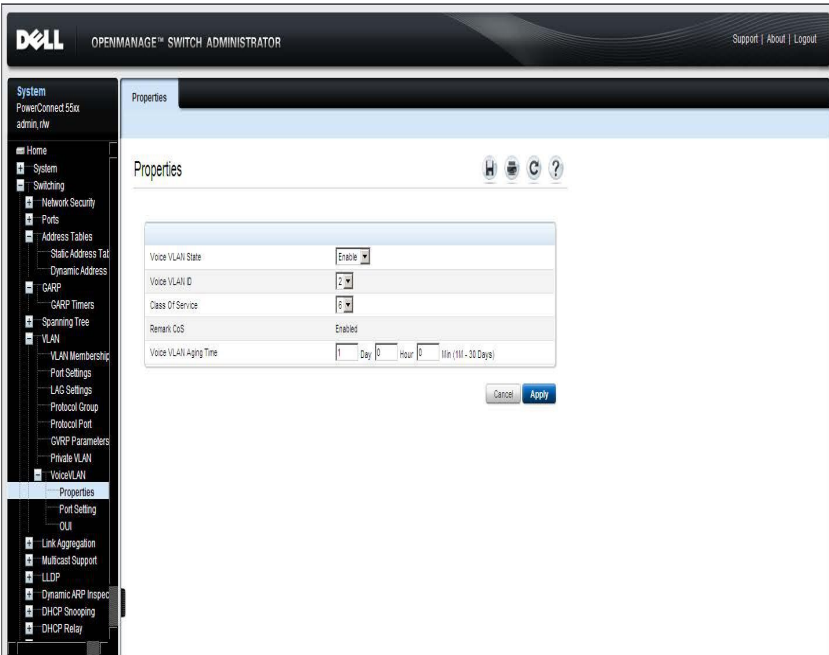 DELL
OPENMANAGE™ SWITCH ADMINISTRATOR
Support | About | Logout
System
PowerConnect 55xx
admin, r/w
Home
System
Switching
Network Security
Ports
Address Tables
Static Address Tab
Dynamic Address
GARP
GARP Timers
Spanning Tree
VLAN
VLAN Membership
Port Settings
LAG Settings
Protocol Group
Protocol Port
GVRP Parameters
Private VLAN
VoiceVLAN
Properties
Port Setting
OUI
Link Aggregation
Multicast Support
LLDP
Dynamic ARP Inspec
DHCP Snooping
DHCP Relay
Properties
Properties
Voice VLAN State Enable
Voice VLAN ID 2
Class Of Service 6
Remark CoS Enabled
Voice VLAN Aging Time 1 Day 0 Hour 0 Min (1M - 30 Days)
Cancel Apply